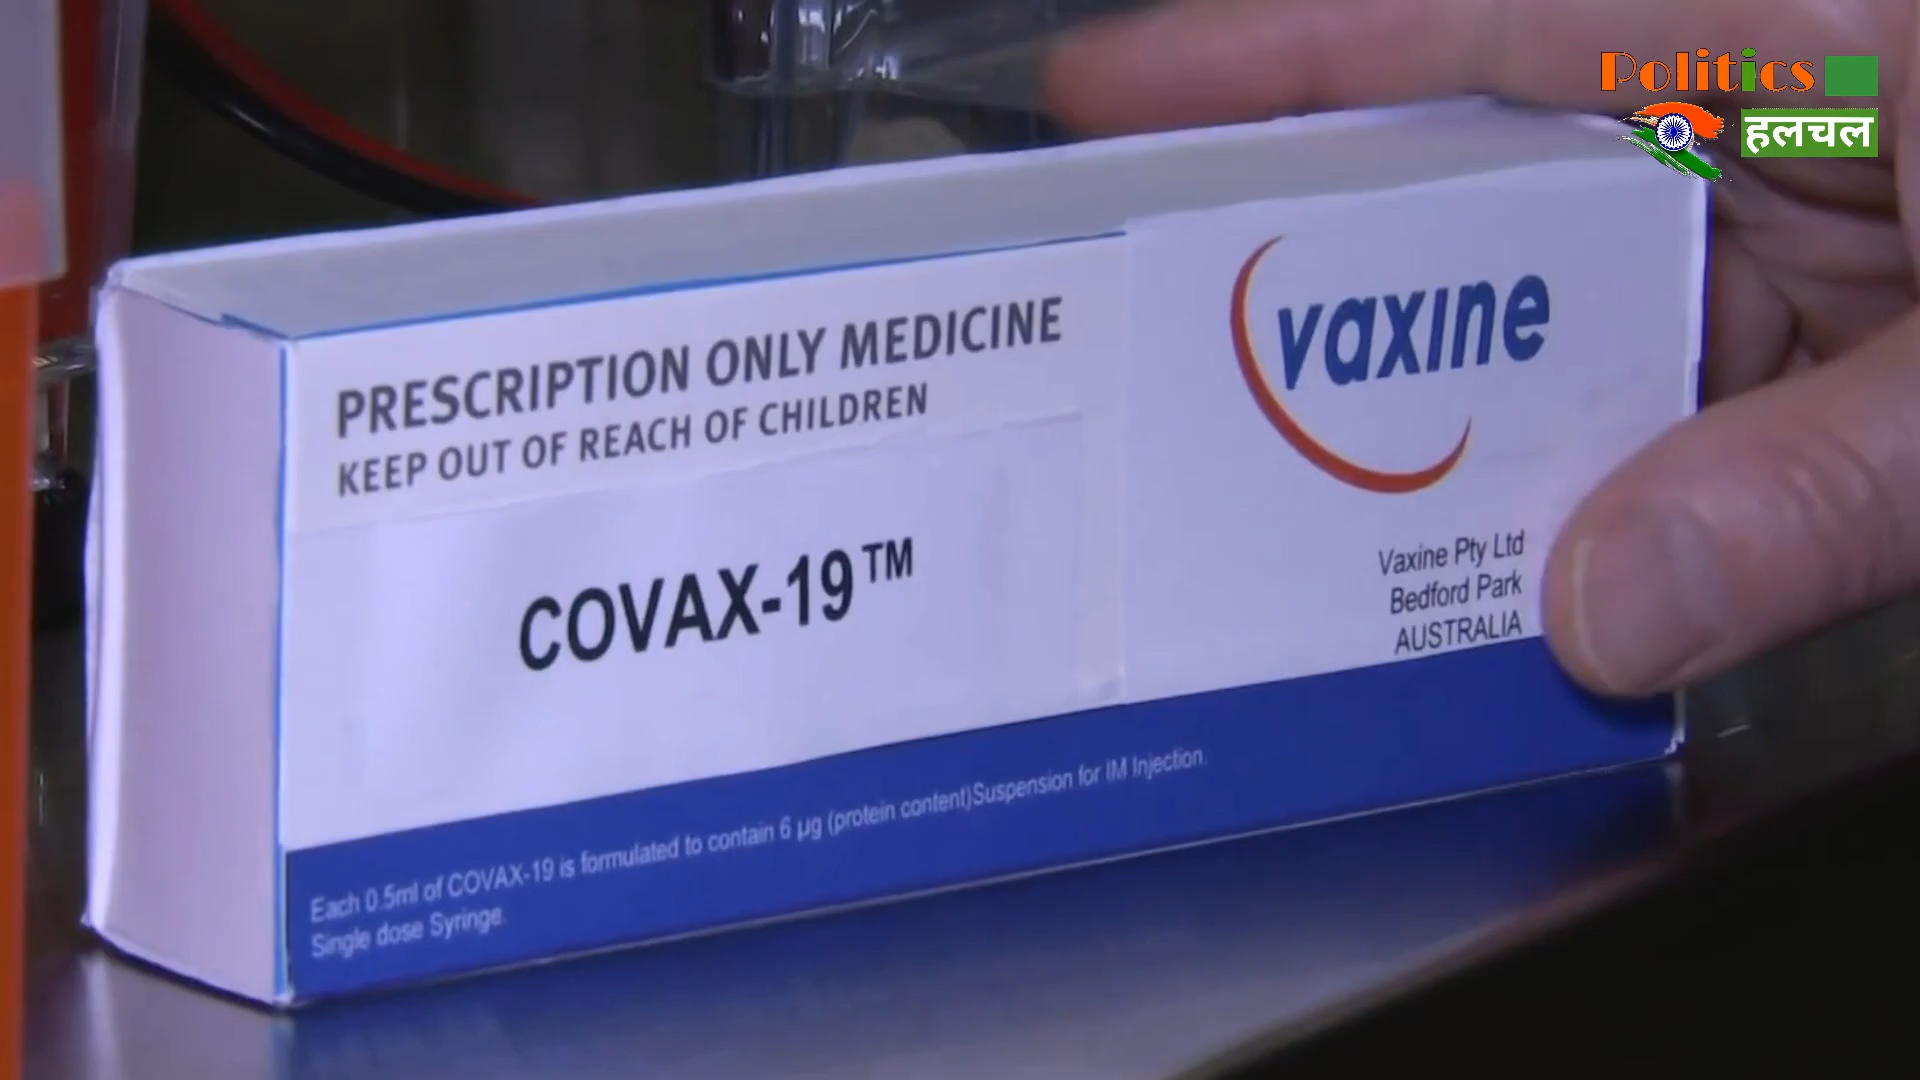 Politics
हलचल
PRESCRIPTION ONLY MEDICINE
KEEP OUT OF REACH OF CHILDREN
COVAX-19™
vaxine
Vaxine Pty Ltd
Bedford Park
AUSTRALIA
Each 0.5ml of COVAX-19 is formulated to contain 6 µg (protein content)Suspension for IM Injection.
Single dose Syringe.